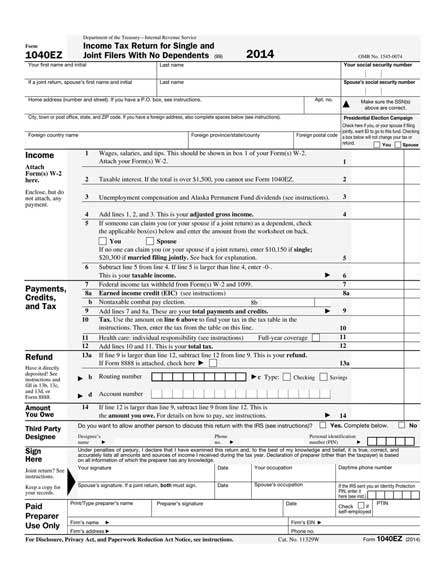 Department of the Treasury—Internal Revenue Service
Form
1040EZ
Income Tax Return for Single and
Joint Filers With No Dependents (99)
2014
OMB No. 1545-0074
Your first name and initial
Last name
Your social security number
If a joint return, spouse's first name and initial
Last name
Spouse's social security number
Home address (number and street). If you have a P.O. box, see instructions.
Apt. no.
Make sure the SSN(s)
above are correct.
City, town or post office, state, and ZIP code. If you have a foreign address, also complete spaces below (see instructions).
Presidential Election Campaign
Check here if you, or your spouse if filing
jointly, want $3 to go to this fund. Checking
a box below will not change your tax or
refund.
You Spouse
Foreign country name
Foreign province/state/county
Foreign postal code
Income
Attach
Form(s) W-2
here.
Enclose, but do
not attach, any
payment.
1 Wages, salaries, and tips. This should be shown in box 1 of your Form(s) W-2.
Attach your Form(s) W-2. 1
2 Taxable interest. If the total is over $1,500, you cannot use Form 1040EZ. 2
3 Unemployment compensation and Alaska Permanent Fund dividends (see instructions). 3
4 Add lines 1, 2, and 3. This is your adjusted gross income. 4
5 If someone can claim you (or your spouse if a joint return) as a dependent, check
the applicable box(es) below and enter the amount from the worksheet on back.
You Spouse
If no one can claim you (or your spouse if a joint return), enter $10,150 if single;
$20,300 if married filing jointly. See back for explanation. 5
6 Subtract line 5 from line 4. If line 5 is larger than line 4, enter -0-.
This is your taxable income. ▶ 6
Payments,
Credits,
and Tax
7 Federal income tax withheld from Form(s) W-2 and 1099. 7
8a Earned income credit (EIC) (see instructions) 8a
b Nontaxable combat pay election. 8b
9 Add lines 7 and 8a. These are your total payments and credits. ▶ 9
10 Tax. Use the amount on line 6 above to find your tax in the tax table in the
instructions. Then, enter the tax from the table on this line. 10
11 Health care: individual responsibility (see instructions) Full-year coverage 11
12 Add lines 10 and 11. This is your total tax. 12
Refund
Have it directly
deposited! See
instructions and
fill in 13b, 13c,
and 13d, or
Form 8888.
13a If line 9 is larger than line 12, subtract line 12 from line 9. This is your refund.
If Form 8888 is attached, check here ▶ 13a
▶ b Routing number ▶ c Type: Checking Savings
▶ d Account number
Amount
You Owe
14 If line 12 is larger than line 9, subtract line 9 from line 12. This is
the amount you owe. For details on how to pay, see instructions. ▶ 14
Third Party
Designee
Do you want to allow another person to discuss this return with the IRS (see instructions)? Yes. Complete below. No
Designee's
name ▶
Phone
no. ▶
Personal identification
number (PIN) ▶
Sign
Here
Joint return? See
instructions.
Keep a copy for
your records.
Under penalties of perjury, I declare that I have examined this return and, to the best of my knowledge and belief, it is true, correct, and
accurately lists all amounts and sources of income I received during the tax year. Declaration of preparer (other than the taxpayer) is based
on all information of which the preparer has any knowledge.
Your signature
Date
Your occupation
Daytime phone number
Spouse's signature. If a joint return, both must sign.
Date
Spouse's occupation
If the IRS sent you an Identity Protection
PIN, enter it
here (see inst.)
Paid
Preparer
Use Only
Print/Type preparer's name
Preparer's signature
Date
Check if
self-employed
PTIN
Firm's name ▶
Firm's EIN ▶
Firm's address ▶
Phone no.
For Disclosure, Privacy Act, and Paperwork Reduction Act Notice, see instructions. Cat. No. 11329W Form 1040EZ (2014)